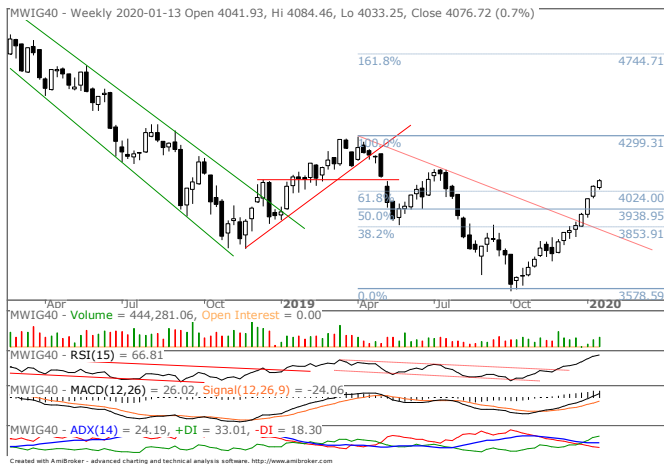 MWIG40 - Weekly 2020-01-13 Open 4041.93, Hi 4084.46, Lo 4033.25, Close 4076.72 (0.7%)
161.8% 4744.71
100.0% 4299.31
61.8% 4024.00
50.0% 3938.95
38.2% 3853.91
0.0% 3578.59
Apr Jul Oct 2019 Apr Jul Oct 2020
MWIG40 - Volume = 444,281.06, Open Interest = 0.00
MWIG40 - RSI(15) = 66.81
MWIG40 - MACD(12,26) = 26.02, Signal(12,26,9) = -24.06
MWIG40 - ADX(14) = 24.19, +DI = 33.01, -DI = 18.30
Created with AmiBroker - advanced charting and technical analysis software. http://www.amibroker.com